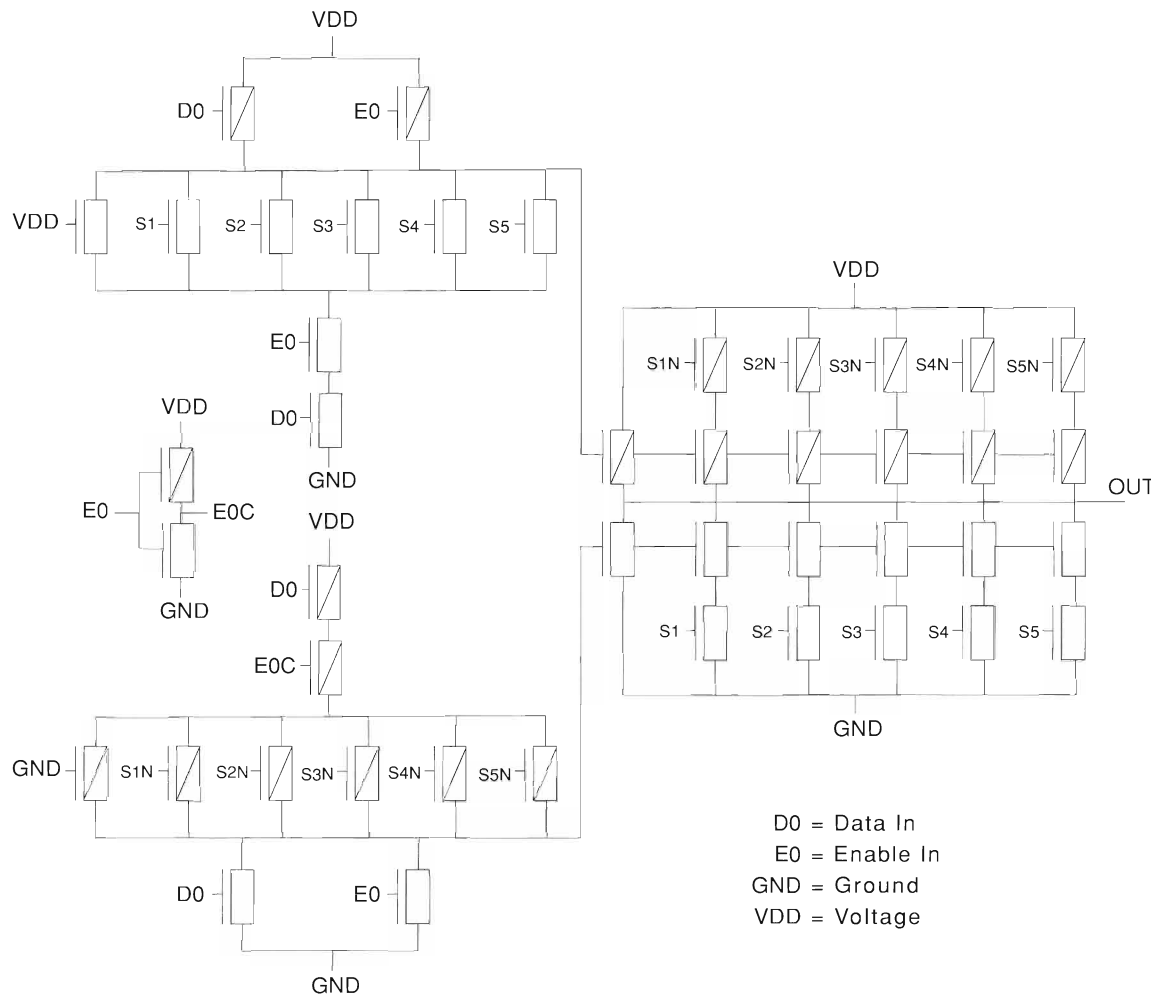 VDD
D0 E0
VDD S1 S2 S3 S4 S5
VDD
E0
S1N S2N S3N S4N S5N
VDD
D0
GND
OUT
E0 E0C
VDD
D0
GND
S1 S2 S3 S4 S5
E0C
GND
GND S1N S2N S3N S4N S5N
D0 = Data In
E0 = Enable In
D0 E0
GND = Ground
VDD = Voltage
GND